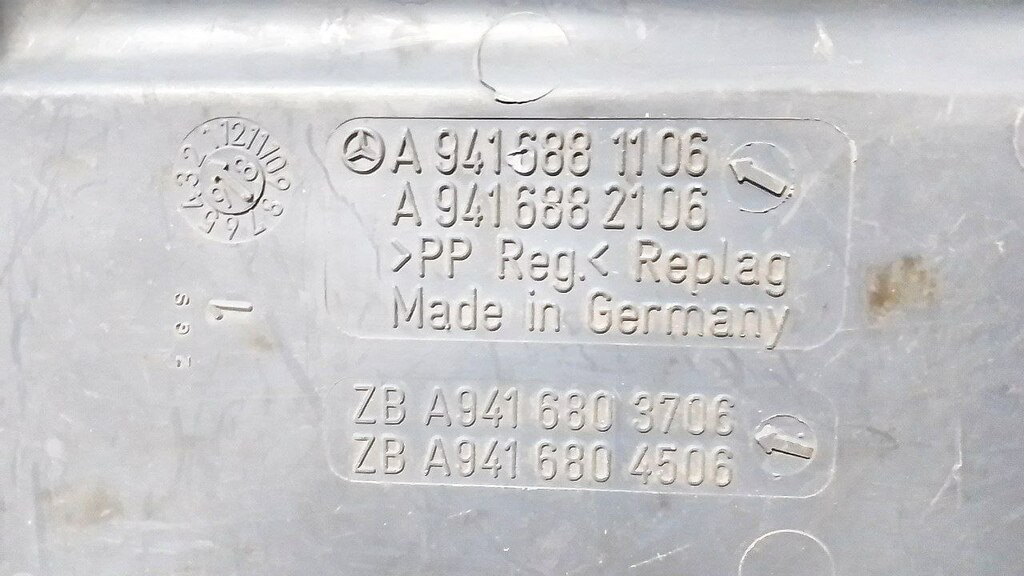 A 941 688 11 06
A 941 688 21 06
>PP Reg.< Replag
Made in Germany
ZB A941 680 3706
ZB A941 680 4506
1